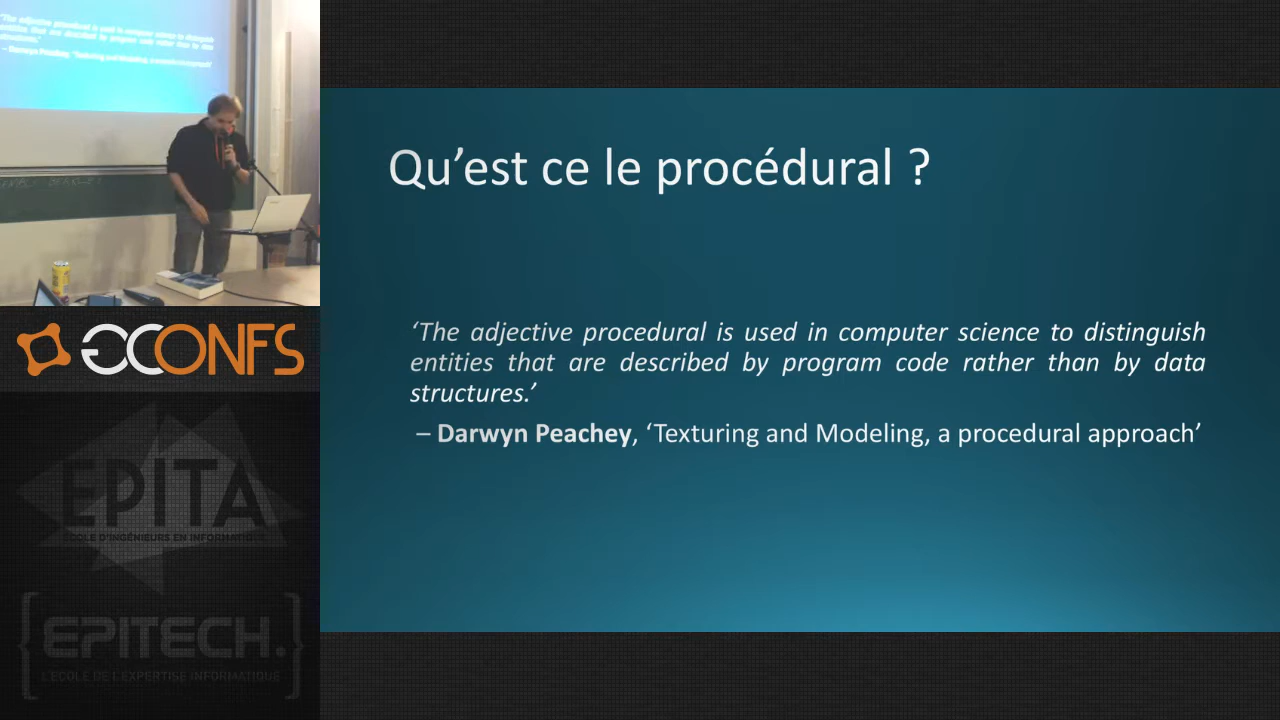 Qu’est ce le procédural ?
‘The adjective procedural is used in computer science to distinguish
entities that are described by program code rather than by data
structures.’
– Darwyn Peachey, ‘Texturing and Modeling, a procedural approach’
GCONFS
EPITA
ÉCOLE D'INGÉNIEURS EN INFORMATIQUE
{EPITECH.}
L'ÉCOLE DE L'EXPERTISE INFORMATIQUE